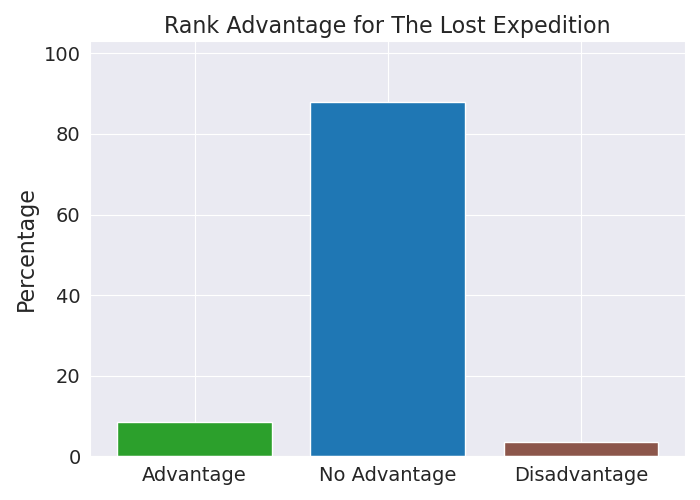 Rank Advantage for The Lost Expedition
Percentage
100
80
60
40
20
0
Advantage
No Advantage
Disadvantage